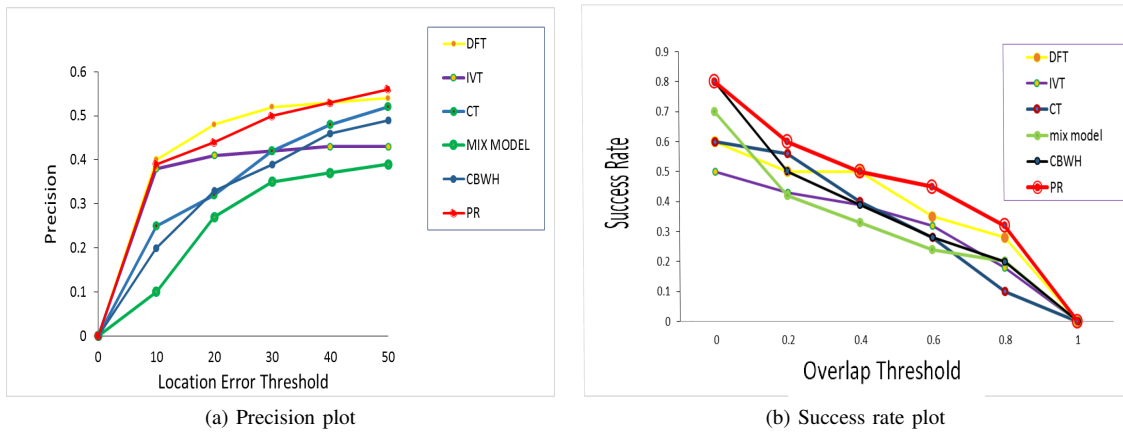 DFT
IVT
CT
MIX MODEL
CBWH
PR
0.6
0.5
0.4
0.3
0.2
0.1
0
Precision
0 10 20 30 40 50
Location Error Threshold
(a) Precision plot
0.9
0.8
0.7
0.6
0.5
0.4
0.3
0.2
0.1
0
Success Rate
DFT
IVT
CT
mix model
CBWH
PR
0 0.2 0.4 0.6 0.8 1
Overlap Threshold
(b) Success rate plot